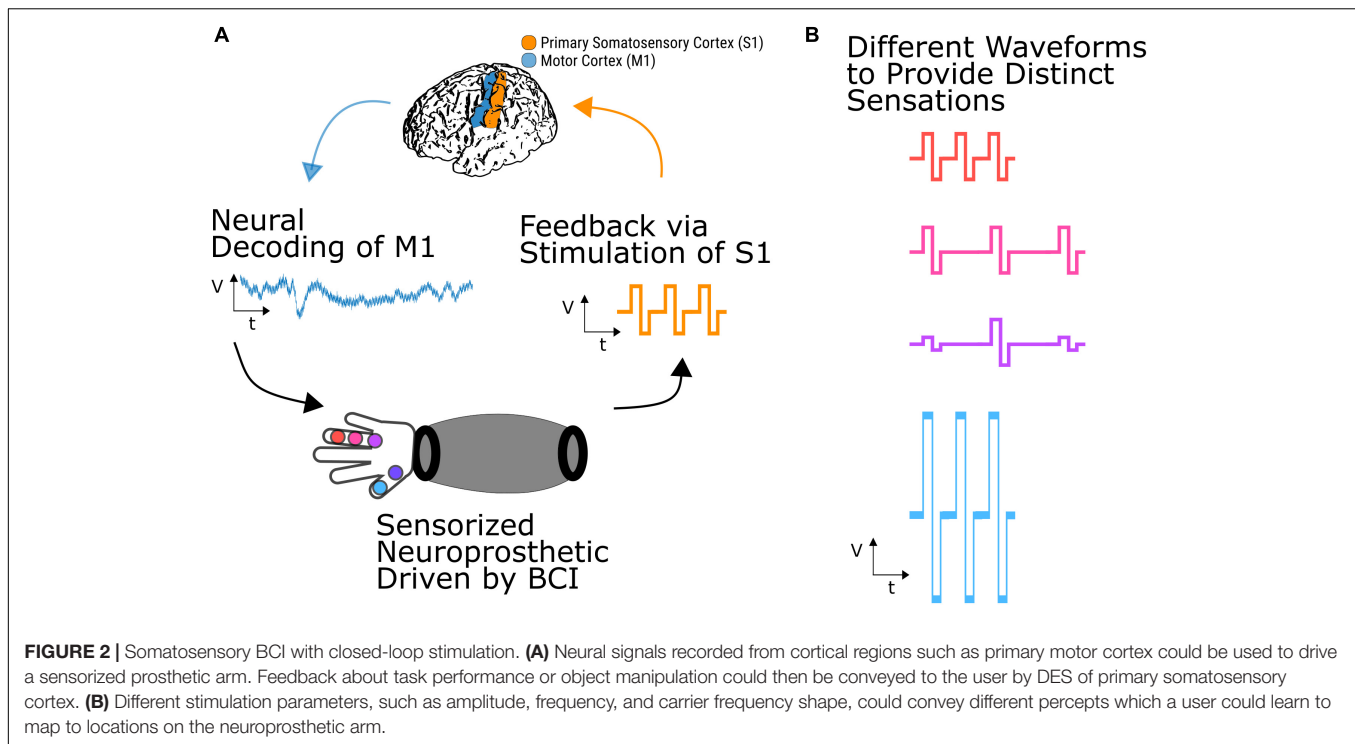 A
Primary Somatosensory Cortex (S1)
Motor Cortex (M1)
Neural
Decoding of M1
V
t
Feedback via
Stimulation of S1
V
t
Sensorized
Neuroprosthetic
Driven by BCI
B
Different Waveforms
to Provide Distinct
Sensations
V
t
FIGURE 2 | Somatosensory BCI with closed-loop stimulation. (A) Neural signals recorded from cortical regions such as primary motor cortex could be used to drive
a sensorized prosthetic arm. Feedback about task performance or object manipulation could then be conveyed to the user by DES of primary somatosensory
cortex. (B) Different stimulation parameters, such as amplitude, frequency, and carrier frequency shape, could convey different percepts which a user could learn to
map to locations on the neuroprosthetic arm.